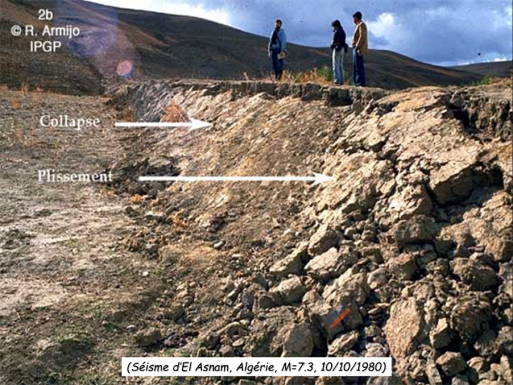 2b
© R. Armijo
IPGP
Collapse
Plissement
(Séisme d'El Asnam, Algérie, M=7.3, 10/10/1980)